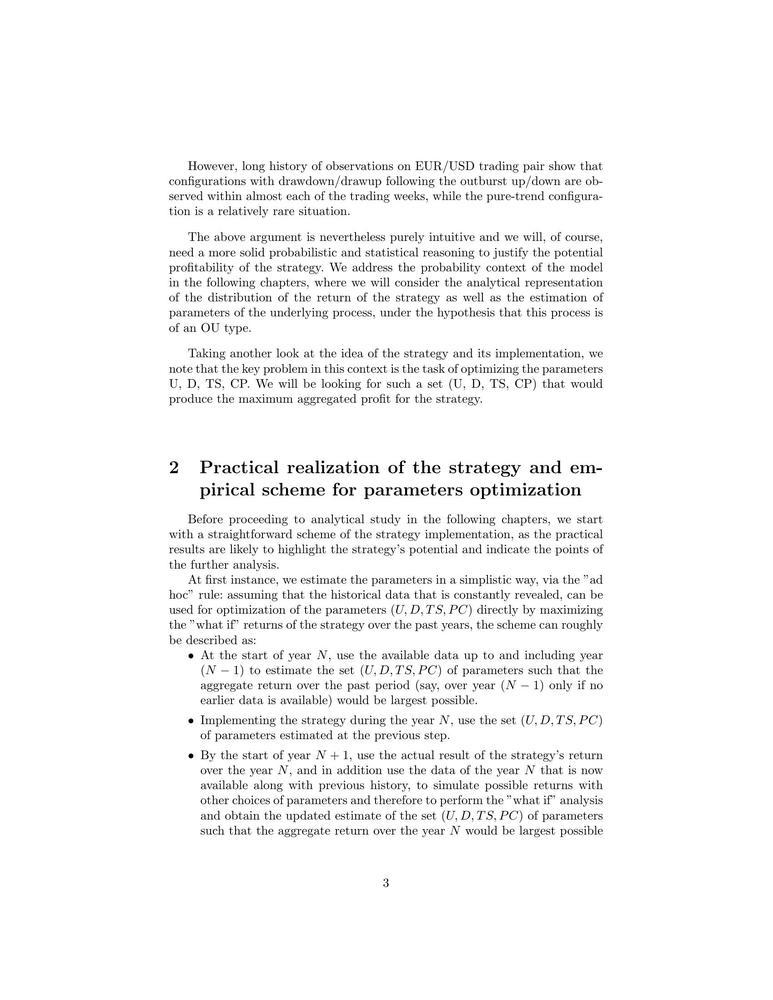 However, long history of observations on EUR/USD trading pair show that
configurations with drawdown/drawup following the outburst up/down are ob-
served within almost each of the trading weeks, while the pure-trend configura-
tion is a relatively rare situation.
The above argument is nevertheless purely intuitive and we will, of course,
need a more solid probabilistic and statistical reasoning to justify the potential
profitability of the strategy. We address the probability context of the model
in the following chapters, where we will consider the analytical representation
of the distribution of the return of the strategy as well as the estimation of
parameters of the underlying process, under the hypothesis that this process is
of an OU type.
Taking another look at the idea of the strategy and its implementation, we
note that the key problem in this context is the task of optimizing the parameters
U, D, TS, CP. We will be looking for such a set (U, D, TS, CP) that would
produce the maximum aggregated profit for the strategy.
2 Practical realization of the strategy and em-
pirical scheme for parameters optimization
Before proceeding to analytical study in the following chapters, we start
with a straightforward scheme of the strategy implementation, as the practical
results are likely to highlight the strategy's potential and indicate the points of
the further analysis.
At first instance, we estimate the parameters in a simplistic way, via the "ad
hoc" rule: assuming that the historical data that is constantly revealed, can be
used for optimization of the parameters (U, D, TS, PC) directly by maximizing
the "what if" returns of the strategy over the past years, the scheme can roughly
be described as:
• At the start of year N, use the available data up to and including year
(N − 1) to estimate the set (U, D, TS, PC) of parameters such that the
aggregate return over the past period (say, over year (N − 1) only if no
earlier data is available) would be largest possible.
• Implementing the strategy during the year N, use the set (U, D, TS, PC)
of parameters estimated at the previous step.
• By the start of year N + 1, use the actual result of the strategy's return
over the year N, and in addition use the data of the year N that is now
available along with previous history, to simulate possible returns with
other choices of parameters and therefore to perform the "what if" analysis
and obtain the updated estimate of the set (U, D, TS, PC) of parameters
such that the aggregate return over the year N would be largest possible
3